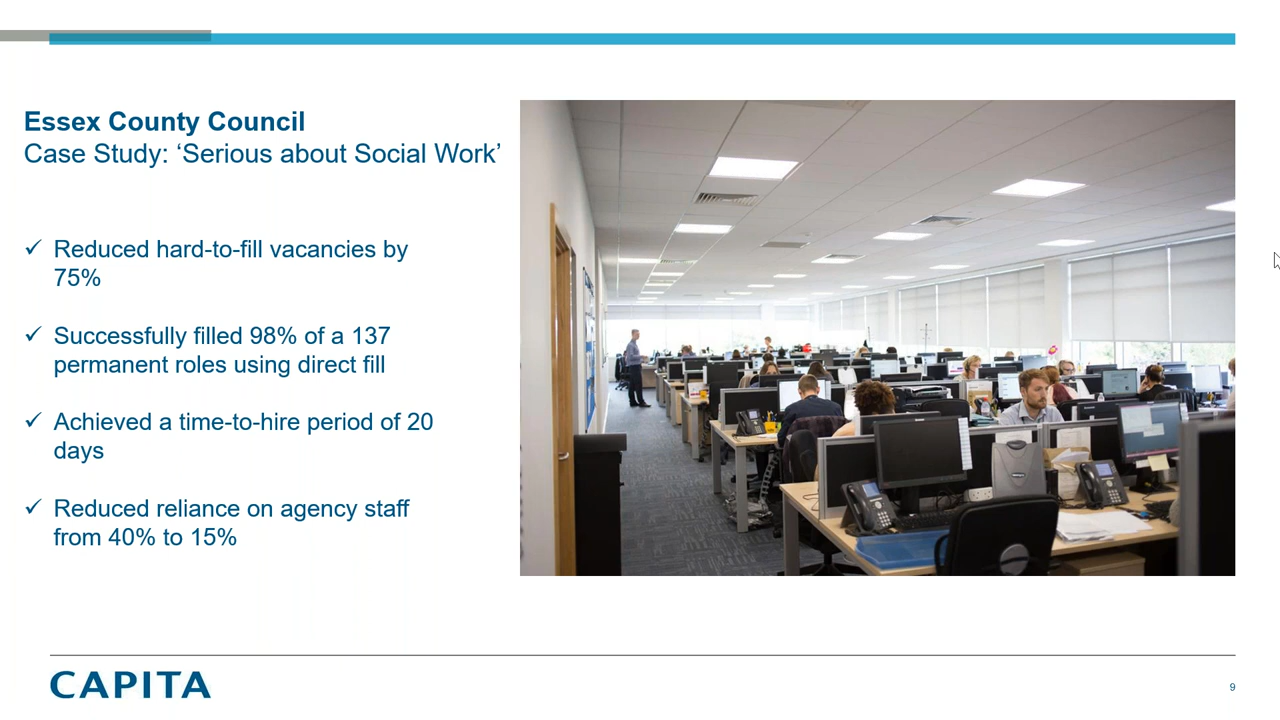 Essex County Council
Case Study: ‘Serious about Social Work’
✓ Reduced hard-to-fill vacancies by
75%
✓ Successfully filled 98% of a 137
permanent roles using direct fill
✓ Achieved a time-to-hire period of 20
days
✓ Reduced reliance on agency staff
from 40% to 15%
CAPITA
9